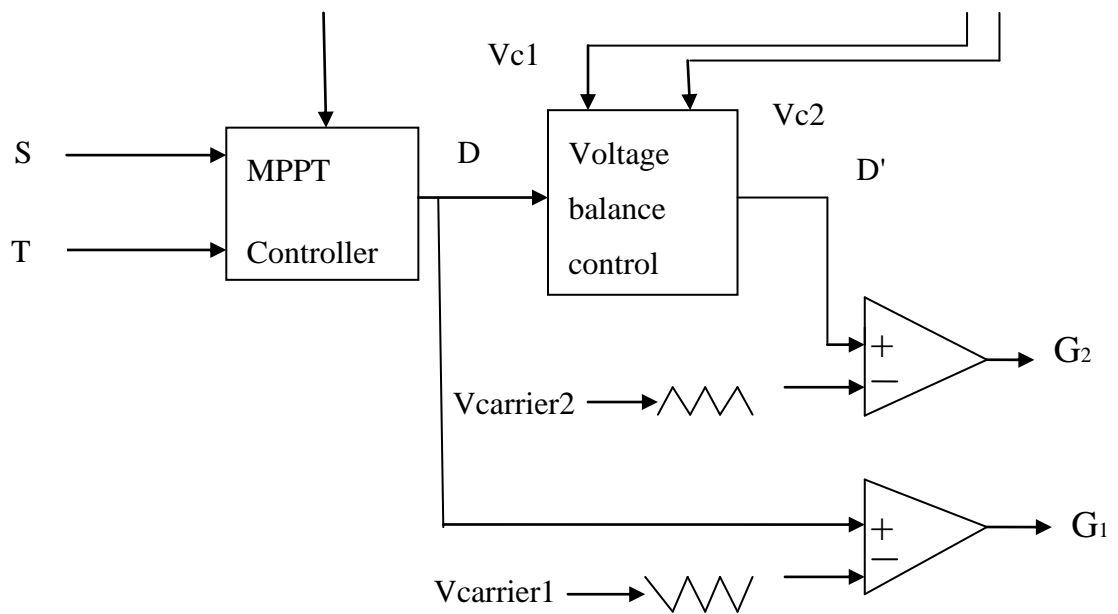 Vc1
Vc2
S
T
MPPT
Controller
D
Voltage
balance
control
D'
+
−
G2
Vcarrier2
+
−
G1
Vcarrier1